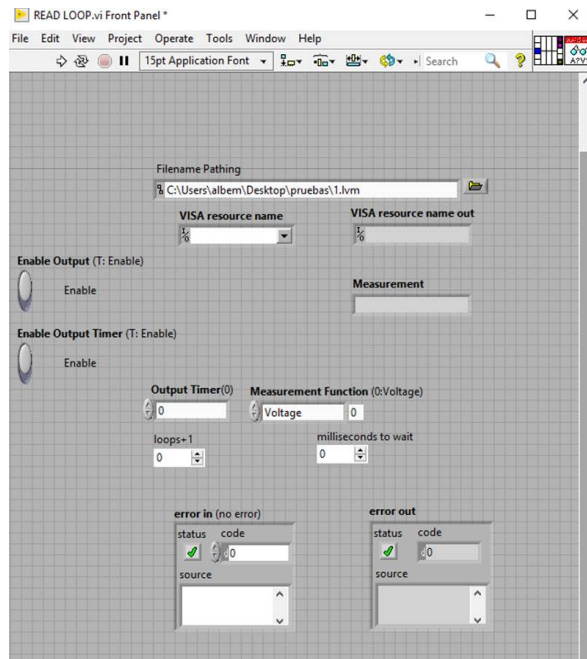 READ LOOP.vi Front Panel *
File Edit View Project Operate Tools Window Help
15pt Application Font Search
Filename Pathing
C:\Users\albem\Desktop\pruebas\1.lvm
VISA resource name VISA resource name out
Enable Output (T: Enable)
Enable
Measurement
Enable Output Timer (T: Enable)
Enable
Output Timer(0) Measurement Function (0:Voltage)
0 Voltage 0
loops+1 milliseconds to wait
0 0
error in (no error) error out
status code status code
0 0
source source